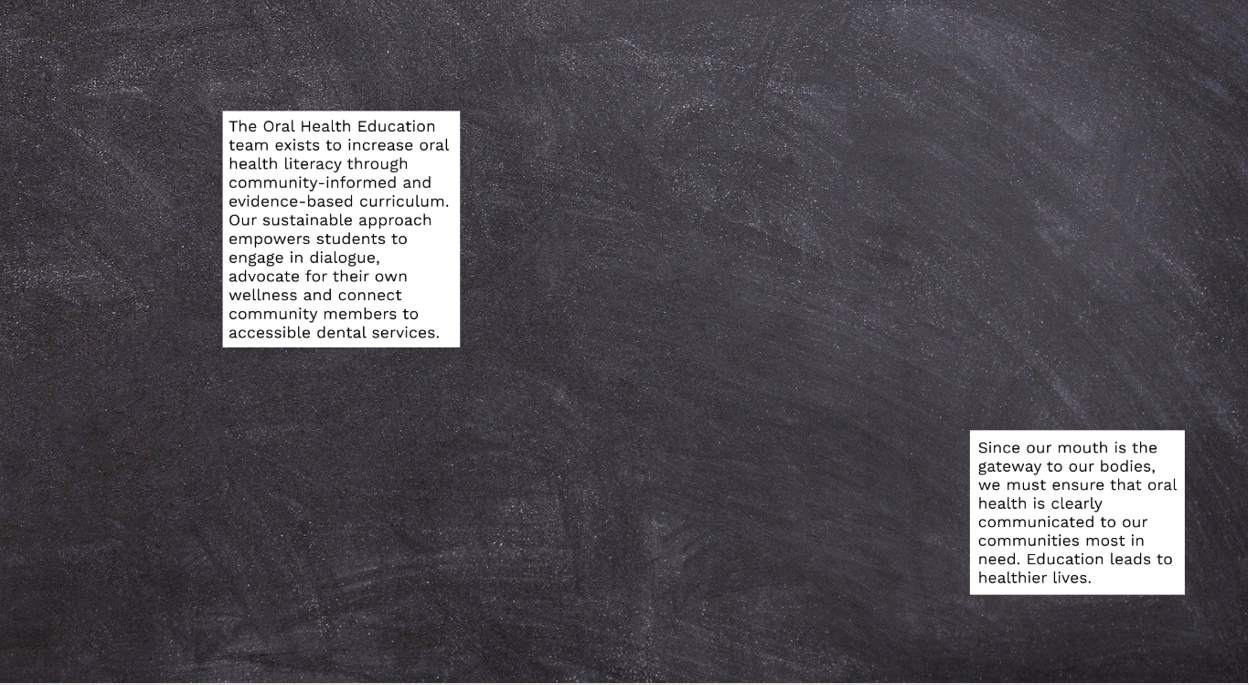 The Oral Health Education
team exists to increase oral
health literacy through
community-informed and
evidence-based curriculum.
Our sustainable approach
empowers students to
engage in dialogue,
advocate for their own
wellness and connect
community members to
accessible dental services.
Since our mouth is the
gateway to our bodies,
we must ensure that oral
health is clearly
communicated to our
communities most in
need. Education leads to
healthier lives.